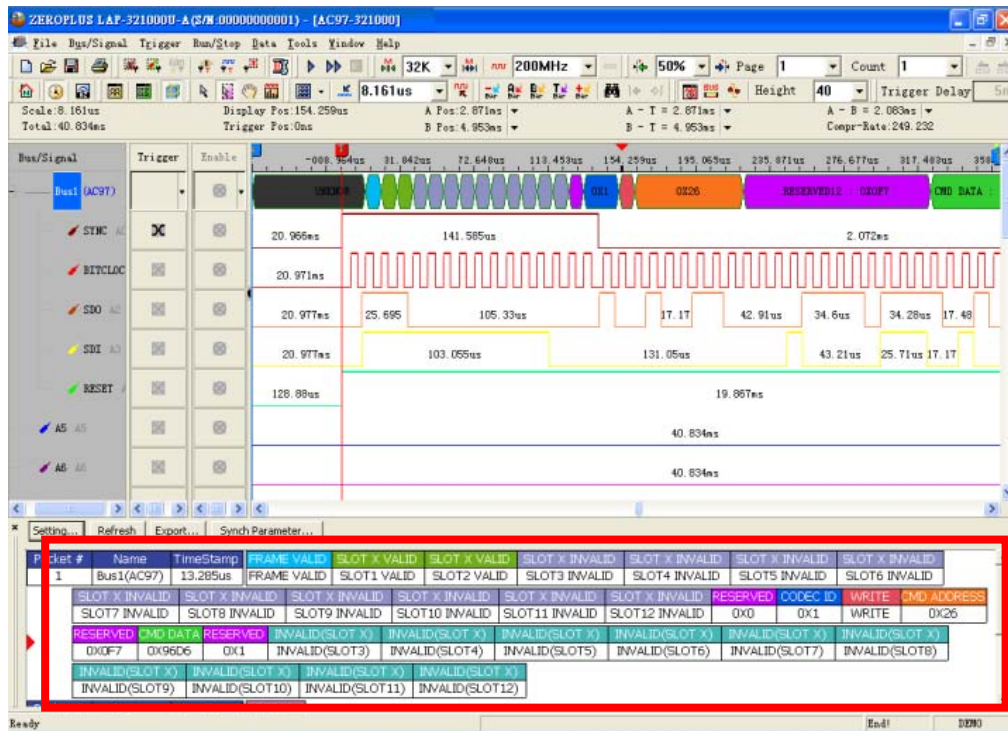 ZEROPLUS LAP-321000U-A(S/N:00000000001) - [AC97-321000]
File Bus/Signal Trigger Run/Stop Data Tools Window Help
32K 200MHz 50% Page 1 Count 1
8.161us Height 40 Trigger Delay
Scale:8.161us Display Pos:154.259us A Pos:2.871ms A - T = 2.871ms A - B = 2.083ms
Total:40.834ms Trigger Pos:0ns B Pos:4.953ms B - T = 4.953ms Compr-Rate:249.232
Bus/Signal Trigger Enable -008.964us 31.842us 72.648us 113.453us 154.259us 195.065us 235.871us 276.677us 317.483us 358
Bus1 (AC97) 0X1 0X26 RESERVED12 : 0X0F7 CMD DATA :
SYNC 20.966ms 141.585us 2.072ms
BITCLOC 20.971ms
SDO A2 20.977ms 25.695 105.33us 17.17 42.91us 34.6us 34.28us 17.48
SDI A3 20.977ms 103.055us 131.05us 43.21us 25.71us 17.17
RESET 128.88us 19.867ms
A5 A5 40.834ms
A6 A6 40.834ms
Setting... Refresh Export... Synch Parameter...
Packet # Name TimeStamp FRAME VALID SLOT X VALID SLOT X VALID SLOT X INVALID SLOT X INVALID SLOT X INVALID SLOT X INVALID
1 Bus1(AC97) 13.285us FRAME VALID SLOT1 VALID SLOT2 VALID SLOT3 INVALID SLOT4 INVALID SLOT5 INVALID SLOT6 INVALID
SLOT X INVALID SLOT X INVALID SLOT X INVALID SLOT X INVALID SLOT X INVALID SLOT X INVALID RESERVED CODEC ID WRITE CMD ADDRESS
SLOT7 INVALID SLOT8 INVALID SLOT9 INVALID SLOT10 INVALID SLOT11 INVALID SLOT12 INVALID 0X0 0X1 WRITE 0X26
RESERVED CMD DATA RESERVED INVALID(SLOT X) INVALID(SLOT X) INVALID(SLOT X) INVALID(SLOT X) INVALID(SLOT X) INVALID(SLOT X)
0X0F7 0X96D6 0X1 INVALID(SLOT3) INVALID(SLOT4) INVALID(SLOT5) INVALID(SLOT6) INVALID(SLOT7) INVALID(SLOT8)
INVALID(SLOT X) INVALID(SLOT X) INVALID(SLOT X) INVALID(SLOT X)
INVALID(SLOT9) INVALID(SLOT10) INVALID(SLOT11) INVALID(SLOT12)
Ready End! DEMO